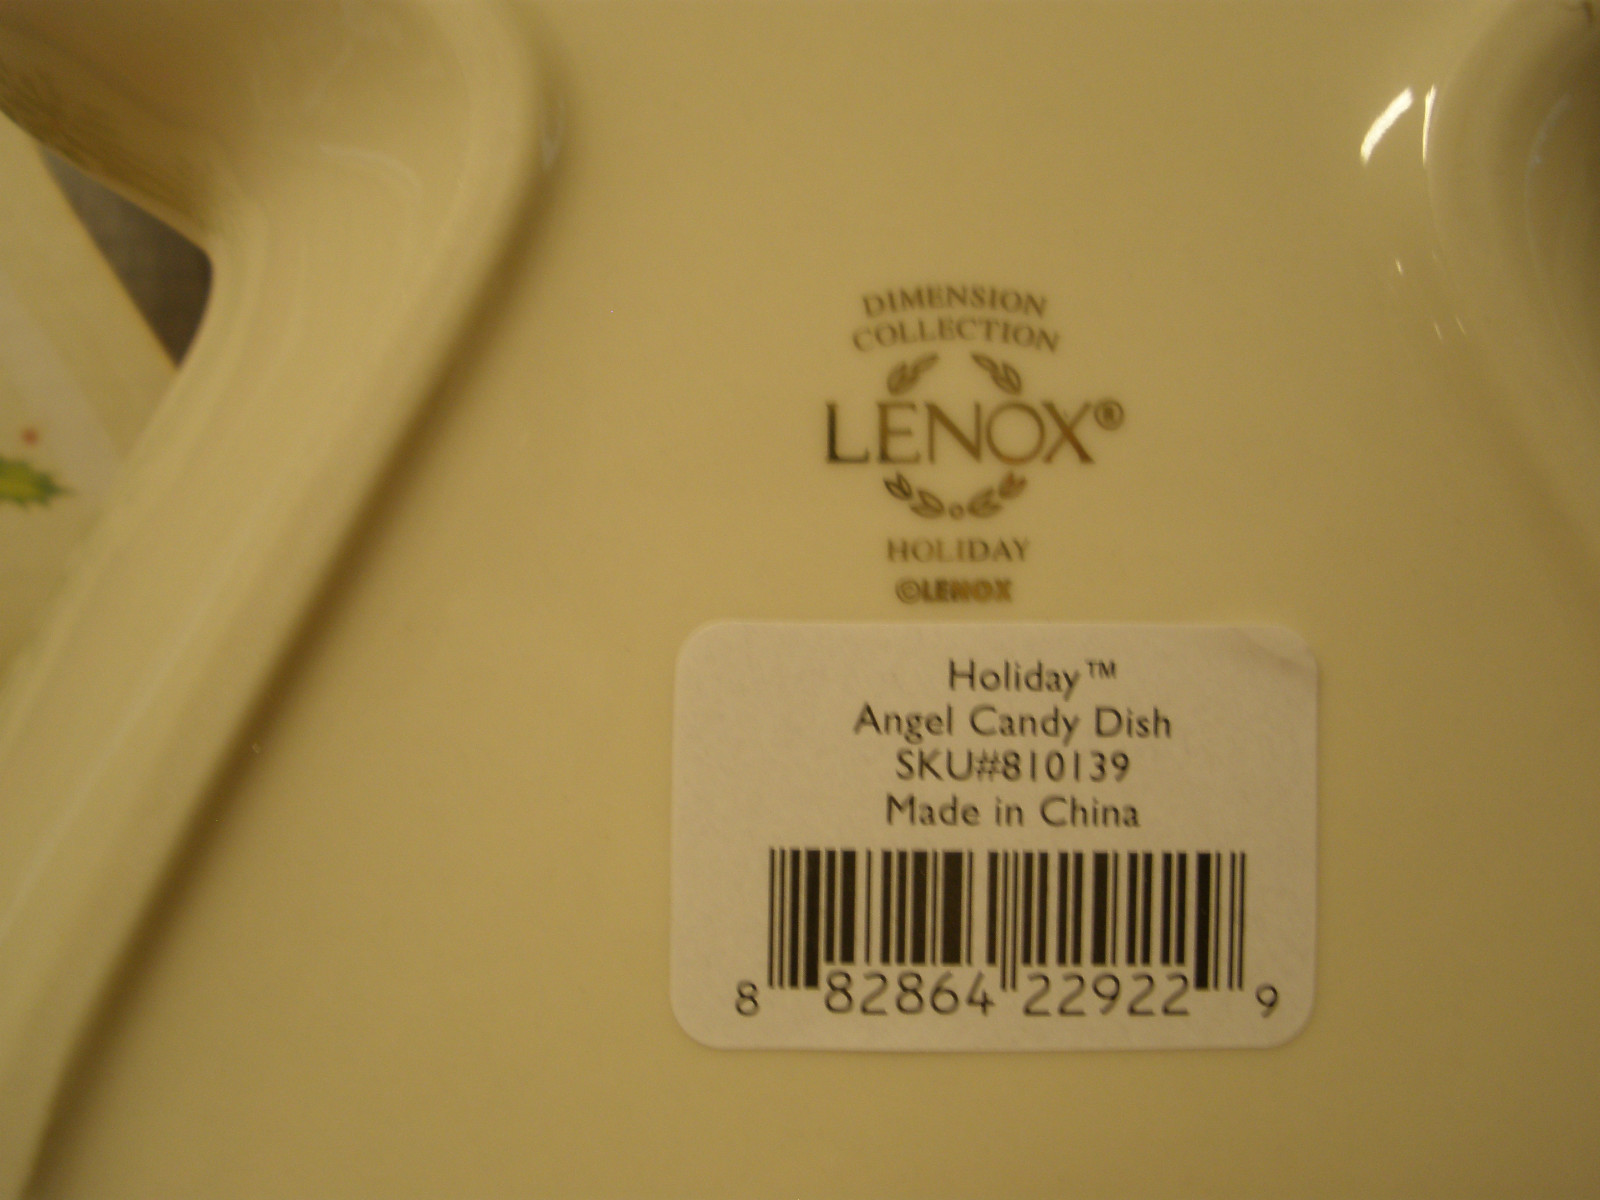 DIMENSION
COLLECTION
LENOX®
HOLIDAY
©LENOX
Holiday™
Angel Candy Dish
SKU#810139
Made in China
8 82864 22922 9